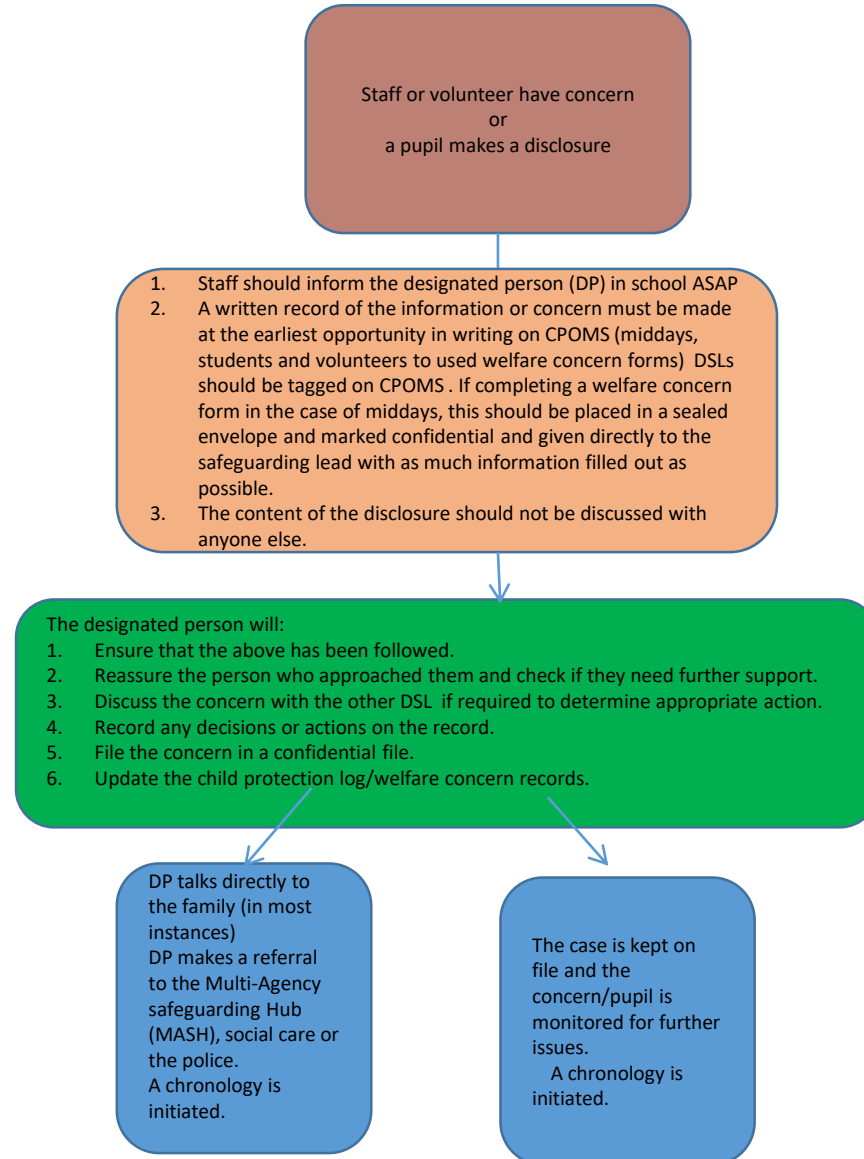 Staff or volunteer have concern
or
a pupil makes a disclosure
1. Staff should inform the designated person (DP) in school ASAP
2. A written record of the information or concern must be made
at the earliest opportunity in writing on CPOMS (middays,
students and volunteers to used welfare concern forms) DSLs
should be tagged on CPOMS . If completing a welfare concern
form in the case of middays, this should be placed in a sealed
envelope and marked confidential and given directly to the
safeguarding lead with as much information filled out as
possible.
3. The content of the disclosure should not be discussed with
anyone else.
The designated person will:
1. Ensure that the above has been followed.
2. Reassure the person who approached them and check if they need further support.
3. Discuss the concern with the other DSL if required to determine appropriate action.
4. Record any decisions or actions on the record.
5. File the concern in a confidential file.
6. Update the child protection log/welfare concern records.
DP talks directly to
the family (in most
instances)
DP makes a referral
to the Multi-Agency
safeguarding Hub
(MASH), social care or
the police.
A chronology is
initiated.
The case is kept on
file and the
concern/pupil is
monitored for further
issues.
A chronology is
initiated.